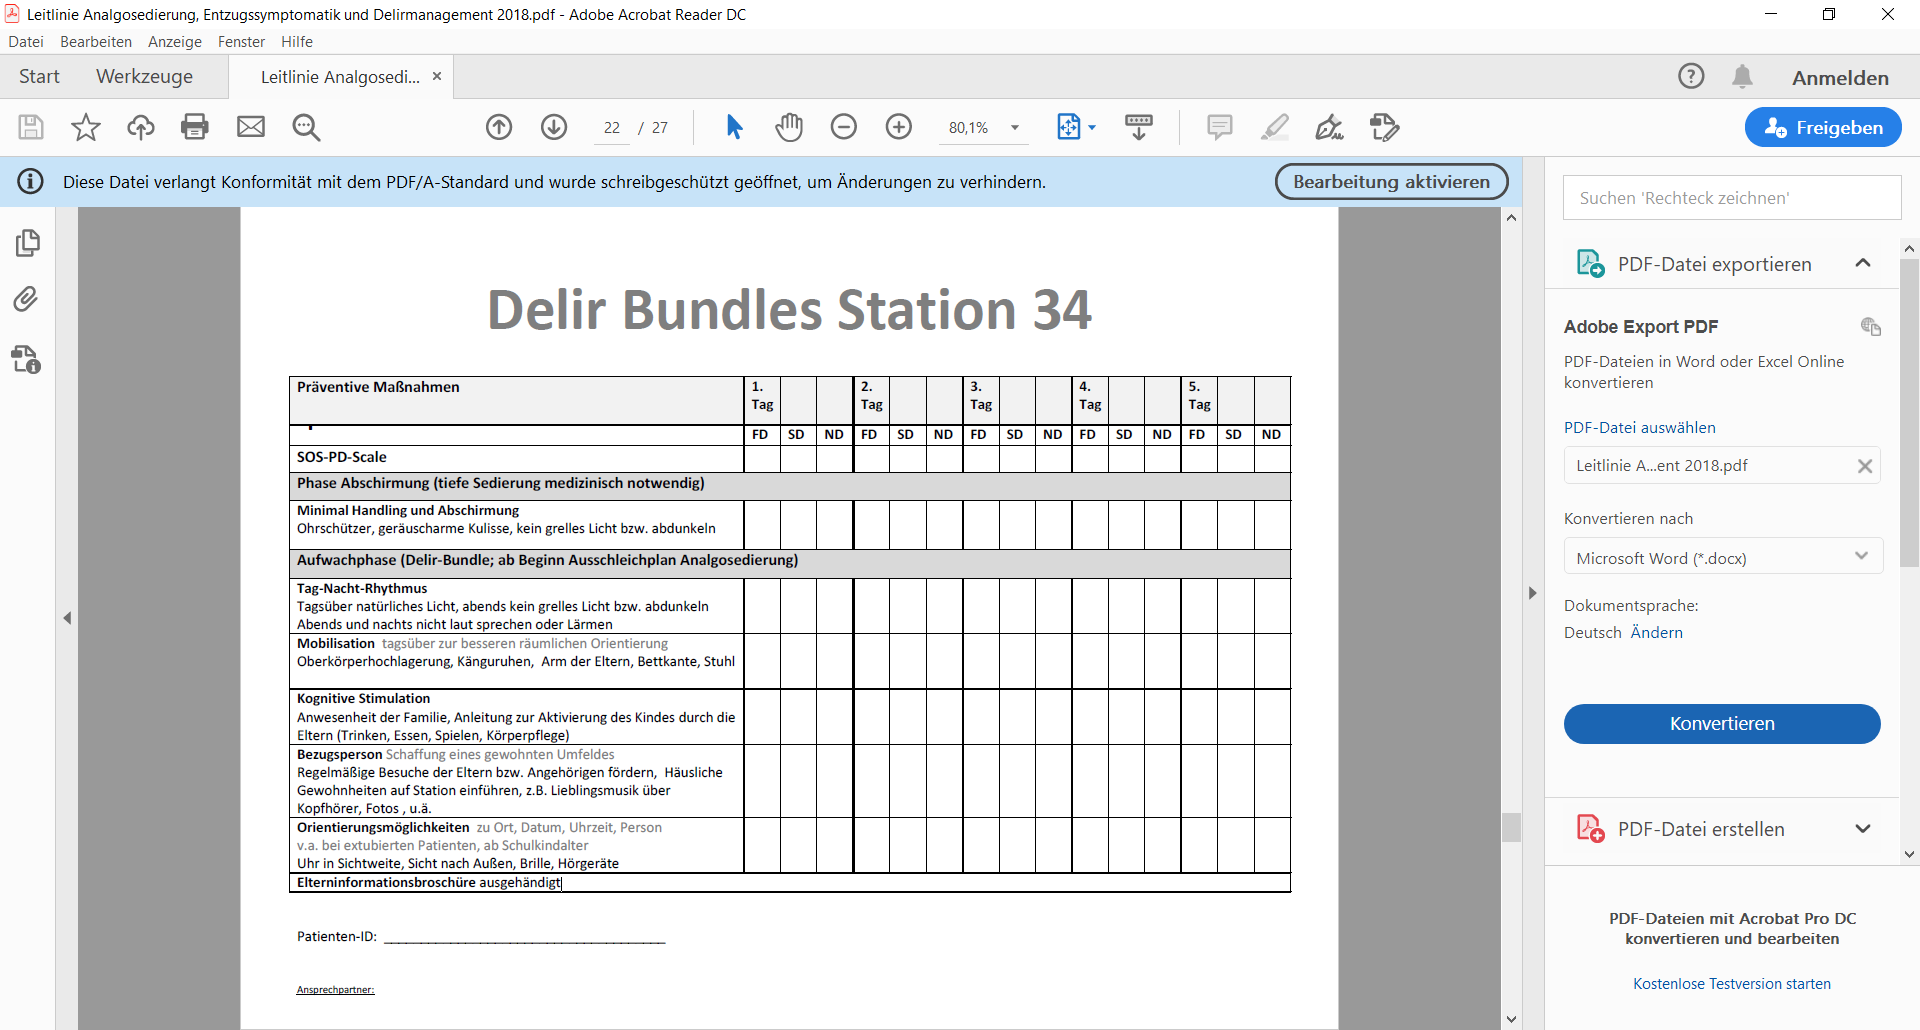 Leitlinie Analgosedierung, Entzugssymptomatik und Delirmanagement 2018.pdf - Adobe Acrobat Reader DC
Datei Bearbeiten Anzeige Fenster Hilfe
Start Werkzeuge Leitlinie Analgosedi... × Anmelden
22 / 27 80,1% Freigeben
Diese Datei verlangt Konformität mit dem PDF/A-Standard und wurde schreibgeschützt geöffnet, um Änderungen zu verhindern. Bearbeitung aktivieren
Delir Bundles Station 34
Präventive Maßnahmen 1. Tag 2. Tag 3. Tag 4. Tag 5. Tag
FD SD ND FD SD ND FD SD ND FD SD ND FD SD ND
SOS-PD-Scale
Phase Abschirmung (tiefe Sedierung medizinisch notwendig)
Minimal Handling und Abschirmung
Ohrschützer, geräuscharme Kulisse, kein grelles Licht bzw. abdunkeln
Aufwachphase (Delir-Bundle; ab Beginn Ausschleichplan Analgosedierung)
Tag-Nacht-Rhythmus
Tagsüber natürliches Licht, abends kein grelles Licht bzw. abdunkeln
Abends und nachts nicht laut sprechen oder Lärmen
Mobilisation tagsüber zur besseren räumlichen Orientierung
Oberkörperhochlagerung, Känguruhen, Arm der Eltern, Bettkante, Stuhl
Kognitive Stimulation
Anwesenheit der Familie, Anleitung zur Aktivierung des Kindes durch die
Eltern (Trinken, Essen, Spielen, Körperpflege)
Bezugsperson Schaffung eines gewohnten Umfeldes
Regelmäßige Besuche der Eltern bzw. Angehörigen fördern, Häusliche
Gewohnheiten auf Station einführen, z.B. Lieblingsmusik über
Kopfhörer, Fotos , u.ä.
Orientierungsmöglichkeiten zu Ort, Datum, Uhrzeit, Person
v.a. bei extubierten Patienten, ab Schulkindalter
Uhr in Sichtweite, Sicht nach Außen, Brille, Hörgeräte
Elterninformationsbroschüre ausgehändigt
Patienten-ID: ______________________________________
Ansprechpartner:
Suchen 'Rechteck zeichnen'
PDF-Datei exportieren
Adobe Export PDF
PDF-Dateien in Word oder Excel Online
konvertieren
PDF-Datei auswählen
Leitlinie A...ent 2018.pdf
Konvertieren nach
Microsoft Word (*.docx)
Dokumentsprache:
Deutsch Ändern
Konvertieren
PDF-Datei erstellen
PDF-Dateien mit Acrobat Pro DC
konvertieren und bearbeiten
Kostenlose Testversion starten